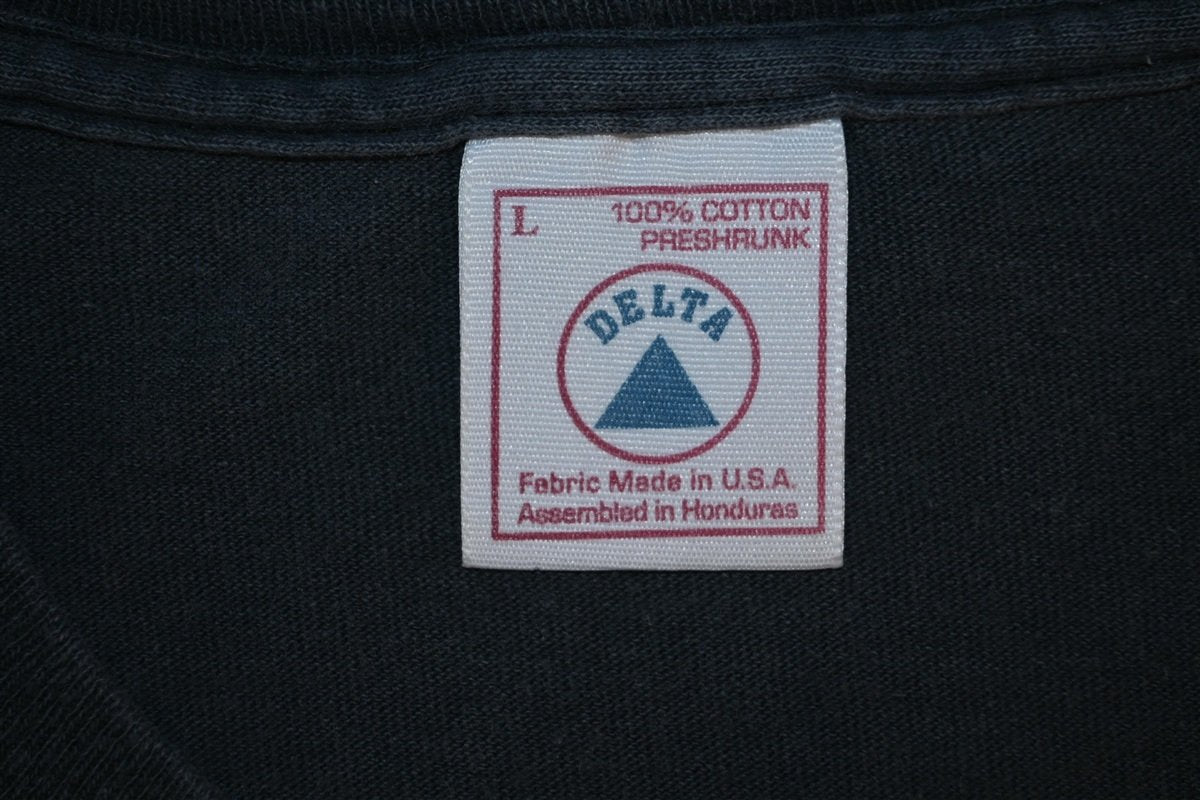 L
100% COTTON
PRESHRUNK
DELTA
Fabric Made in U.S.A.
Assembled in Honduras